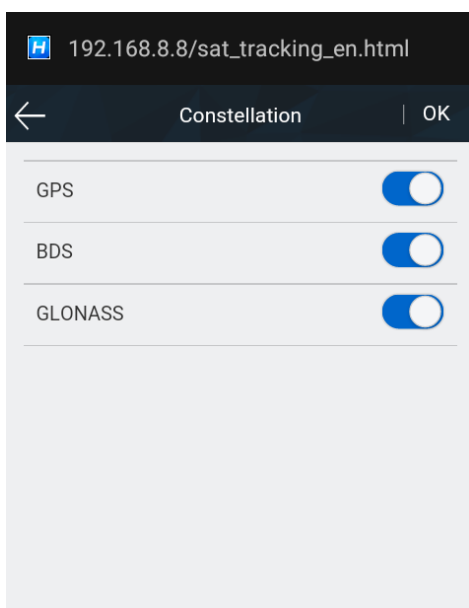 H 192.168.8.8/sat_tracking_en.html
Constellation | OK
GPS
BDS
GLONASS